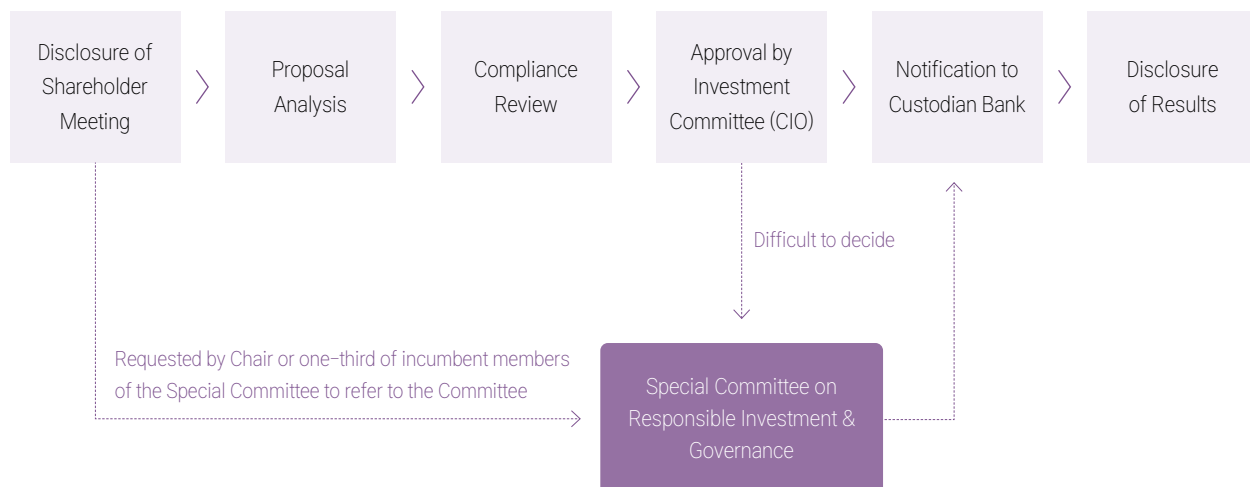 Disclosure of
Shareholder
Meeting
Proposal
Analysis
Compliance
Review
Approval by
Investment
Committee (CIO)
Notification to
Custodian Bank
Disclosure
of Results
Difficult to decide
Requested by Chair or one-third of incumbent members
of the Special Committee to refer to the Committee
Special Committee on
Responsible Investment &
Governance